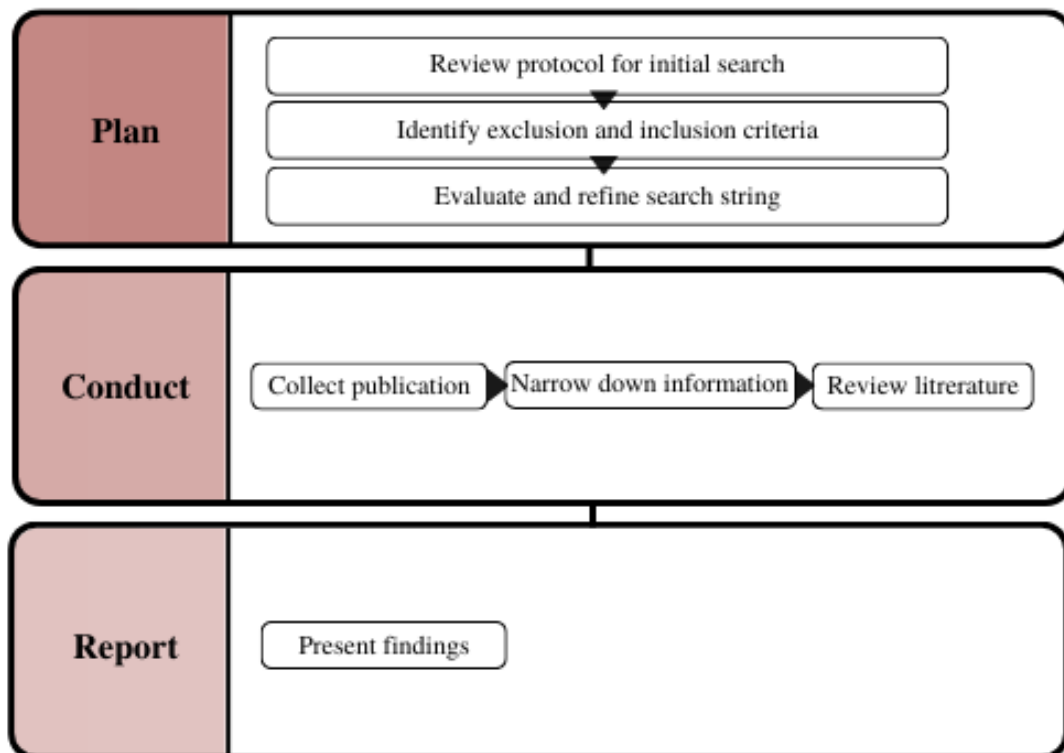 Plan
Review protocol for initial search
Identify exclusion and inclusion criteria
Evaluate and refine search string
Conduct
Collect publication
Narrow down information
Review litrerature
Report
Present findings